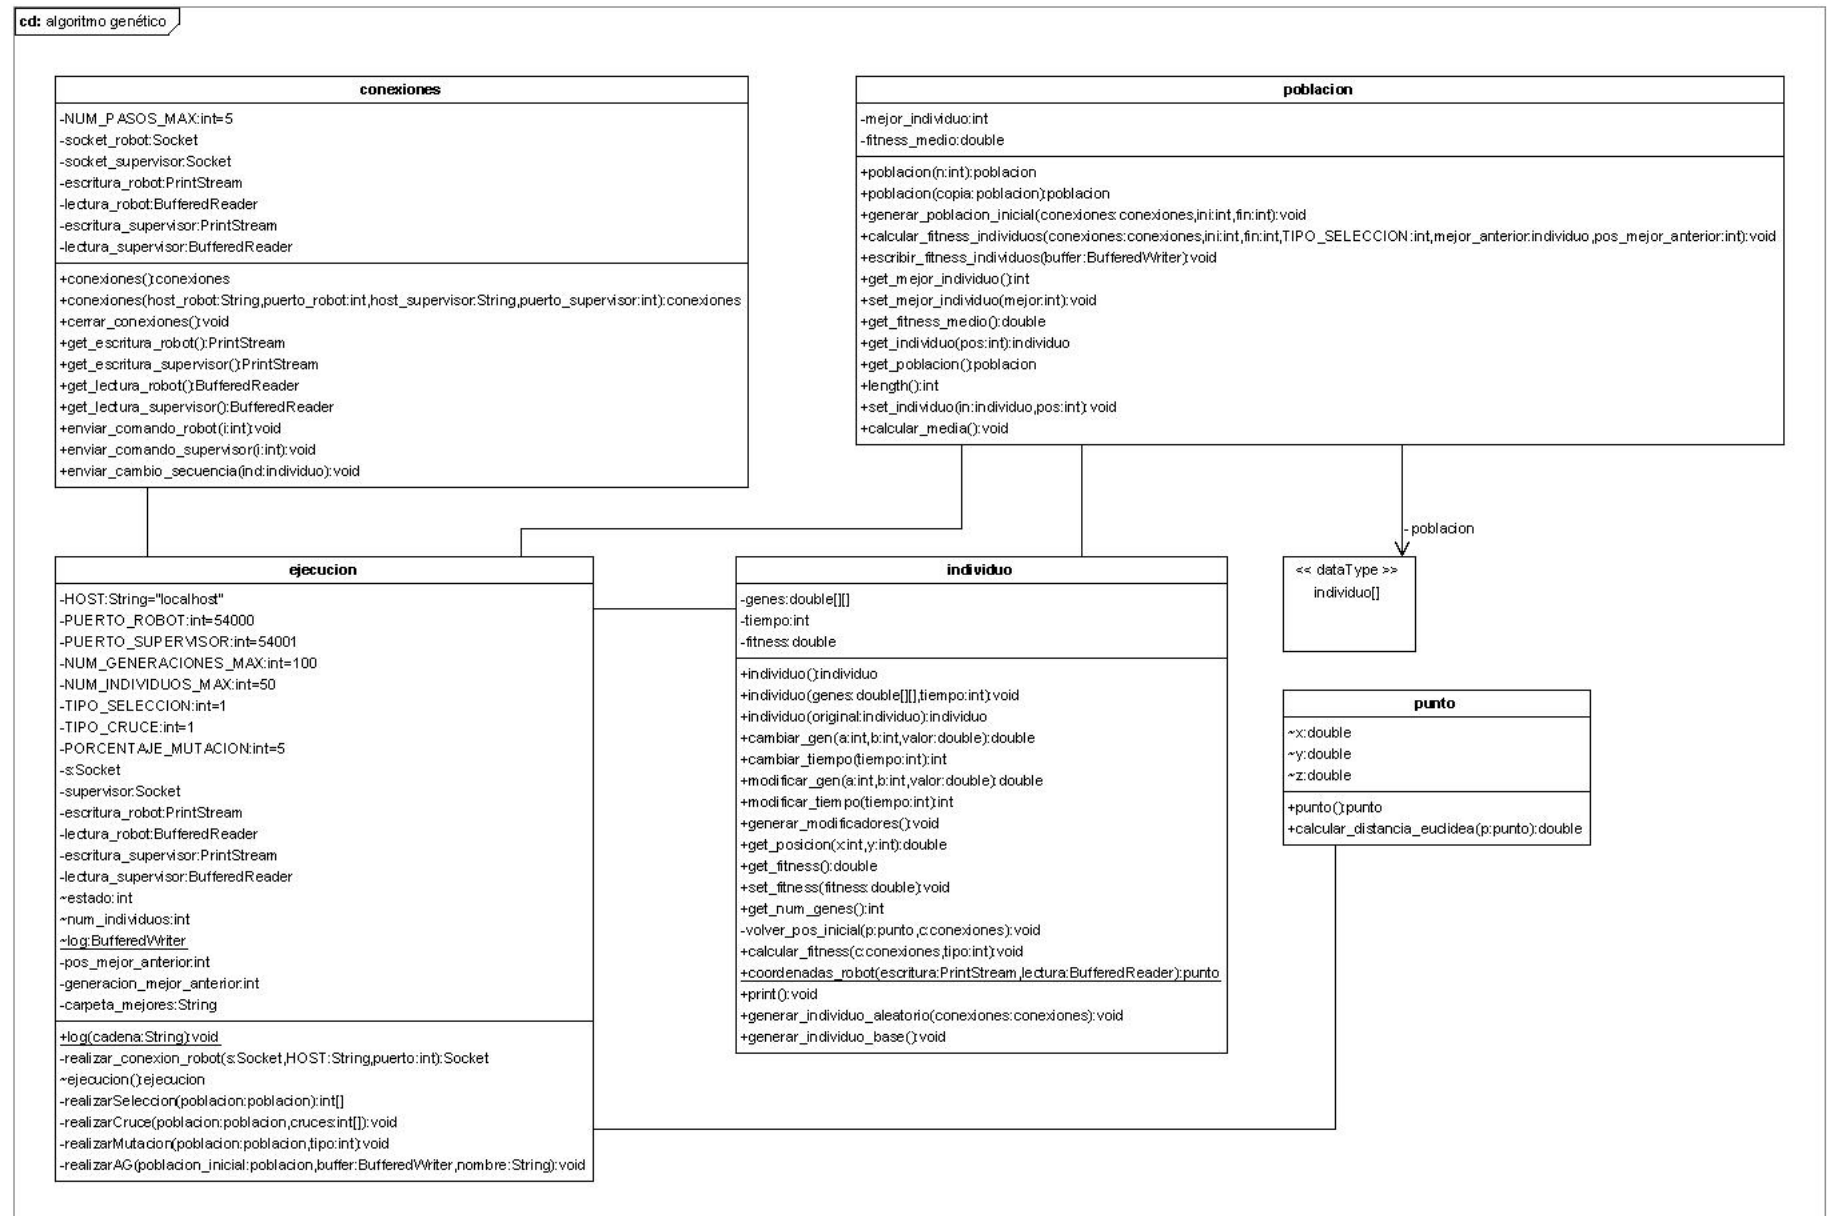 cd: algoritmo genético
conexiones
-NUM_PASOS_MAX:int=5
-socket_robot:Socket
-socket_supervisor:Socket
-escritura_robot:PrintStream
-lectura_robot:BufferedReader
-escritura_supervisor:PrintStream
-lectura_supervisor:BufferedReader
+conexiones():conexiones
+conexiones(host_robot:String,puerto_robot:int,host_supervisor:String,puerto_supervisor:int):conexiones
+cerrar_conexiones():void
+get_escritura_robot():PrintStream
+get_escritura_supervisor():PrintStream
+get_lectura_robot():BufferedReader
+get_lectura_supervisor():BufferedReader
+enviar_comando_robot(i:int):void
+enviar_comando_supervisor(i:int):void
+enviar_cambio_secuencia(ind:individuo):void
poblacion
-mejor_individuo:int
-fitness_medio:double
+poblacion(n:int):poblacion
+poblacion(copia:poblacion):poblacion
+generar_poblacion_inicial(conexiones:conexiones,ini:int,fin:int):void
+calcular_fitness_individuos(conexiones:conexiones,ini:int,fin:int,TIPO_SELECCION:int,mejor_anterior:individuo,pos_mejor_anterior:int):void
+escribir_fitness_individuos(buffer:BufferedWriter):void
+get_mejor_individuo():int
+set_mejor_individuo(mejor:int):void
+get_fitness_medio():double
+get_individuo(pos:int):individuo
+get_poblacion():poblacion
+length():int
+set_individuo(in:individuo,pos:int):void
+calcular_media():void
- poblacion
ejecucion
-HOST:String="localhost"
-PUERTO_ROBOT:int=54000
-PUERTO_SUPERVISOR:int=54001
-NUM_GENERACIONES_MAX:int=100
-NUM_INDIVIDUOS_MAX:int=50
-TIPO_SELECCION:int=1
-TIPO_CRUCE:int=1
-PORCENTAJE_MUTACION:int=5
-s:Socket
-supervisor:Socket
-escritura_robot:PrintStream
-lectura_robot:BufferedReader
-escritura_supervisor:PrintStream
-lectura_supervisor:BufferedReader
~estado:int
~num_individuos:int
~log:BufferedWriter
-pos_mejor_anterior:int
-generacion_mejor_anterior:int
-carpeta_mejores:String
+log(cadena:String):void
-realizar_conexion_robot(s:Socket,HOST:String,puerto:int):Socket
~ejecucion():ejecucion
-realizarSeleccion(poblacion:poblacion):int[]
-realizarCruce(poblacion:poblacion,cruces:int[]):void
-realizarMutacion(poblacion:poblacion,tipo:int):void
-realizarAG(poblacion_inicial:poblacion,buffer:BufferedWriter,nombre:String):void
individuo
-genes:double[][]
-tiempo:int
-fitness:double
+individuo():individuo
+individuo(genes:double[][],tiempo:int):void
+individuo(original:individuo):individuo
+cambiar_gen(a:int,b:int,valor:double):double
+cambiar_tiempo(tiempo:int):int
+modificar_gen(a:int,b:int,valor:double):double
+modificar_tiempo(tiempo:int):int
+generar_modificadores():void
+get_posicion(x:int,y:int):double
+get_fitness():double
+set_fitness(fitness:double):void
+get_num_genes():int
-volver_pos_inicial(p:punto,c:conexiones):void
+calcular_fitness(c:conexiones,tipo:int):void
+coordenadas_robot(escritura:PrintStream,lectura:BufferedReader):punto
+print():void
+generar_individuo_aleatorio(conexiones:conexiones):void
+generar_individuo_base():void
<< dataType >>
individuo[]
punto
~x:double
~y:double
~z:double
+punto():punto
+calcular_distancia_euclidea(p:punto):double